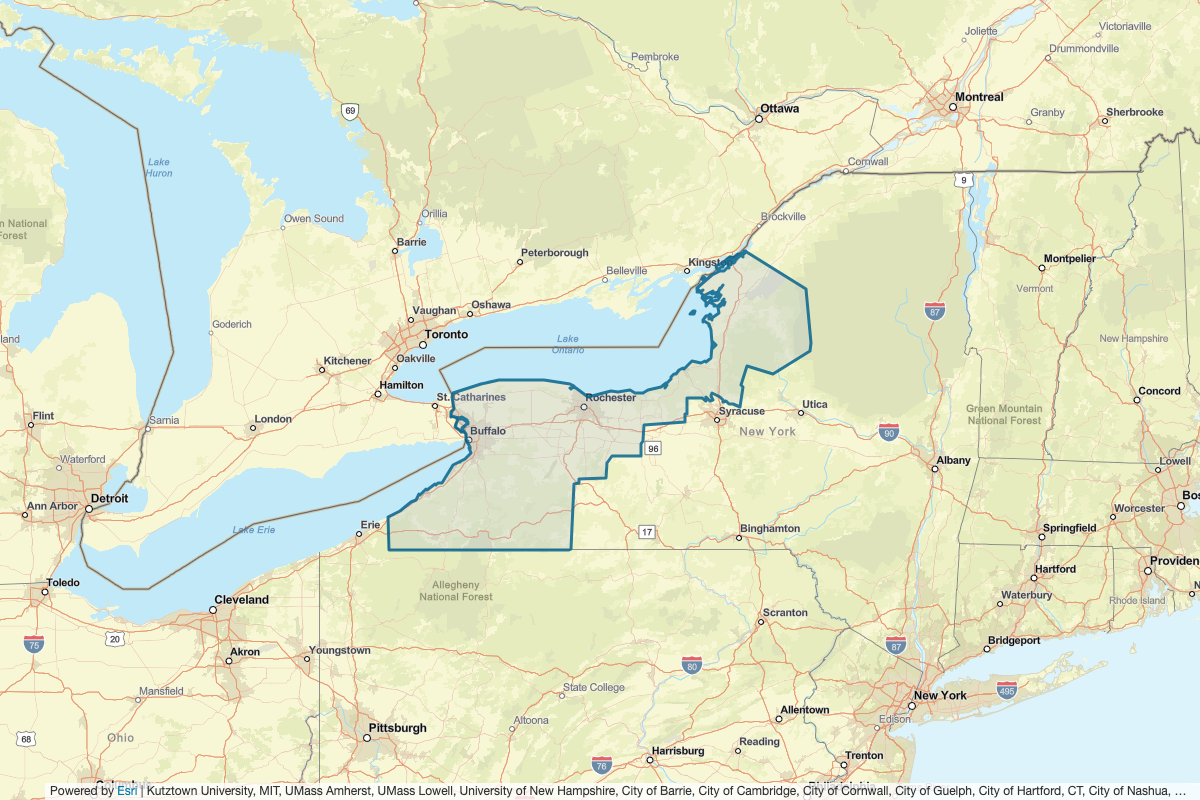 Joliette
Victoriaville
Drummondville
Pembroke
69
Ottawa
Montreal
Granby
Sherbrooke
Lake
Huron
Cornwall
9
n National
Forest
Owen Sound
Orillia
Brockville
Barrie
Peterborough
Belleville
Kingst
Montpelier
Vermont
Vaughan
Oshawa
87
Goderich
Toronto
Lake
Ontario
land
New Hampshire
Kitchener
Oakville
Hamilton
St. Catharines
Rochester
Concord
Flint
Sarnia
London
Syracuse
Utica
Green Mountain
National Forest
Buffalo
New York
90
96
Waterford
Albany
Lowell
Detroit
Ann Arbor
Bos
Worcester
Lake Erie
Erie
17
Binghamton
Springfield
Providen
Hartford
Toledo
Allegheny
National Forest
Cleveland
Waterbury
Rhode Island
N
Scranton
75
20
Akron
Youngstown
87
Bridgeport
80
State College
495
Mansfield
New York
Allentown
Edison
Altoona
Pittsburgh
68
Ohio
Reading
Harrisburg
Trenton
76
Powered by Esri | Kutztown University, MIT, UMass Amherst, UMass Lowell, University of New Hampshire, City of Barrie, City of Cambridge, City of Cornwall, City of Guelph, City of Hartford, CT, City of Nashua, ...